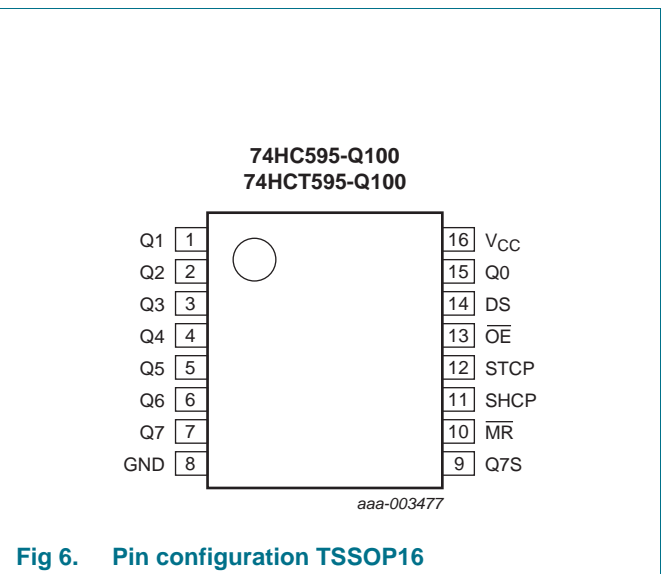 74HC595-Q100
74HCT595-Q100
Q1 1 16 VCC
Q2 2 15 Q0
Q3 3 14 DS
Q4 4 13 O̅E̅
Q5 5 12 STCP
Q6 6 11 SHCP
Q7 7 10 M̅R̅
GND 8 9 Q7S
aaa-003477
Fig 6. Pin configuration TSSOP16